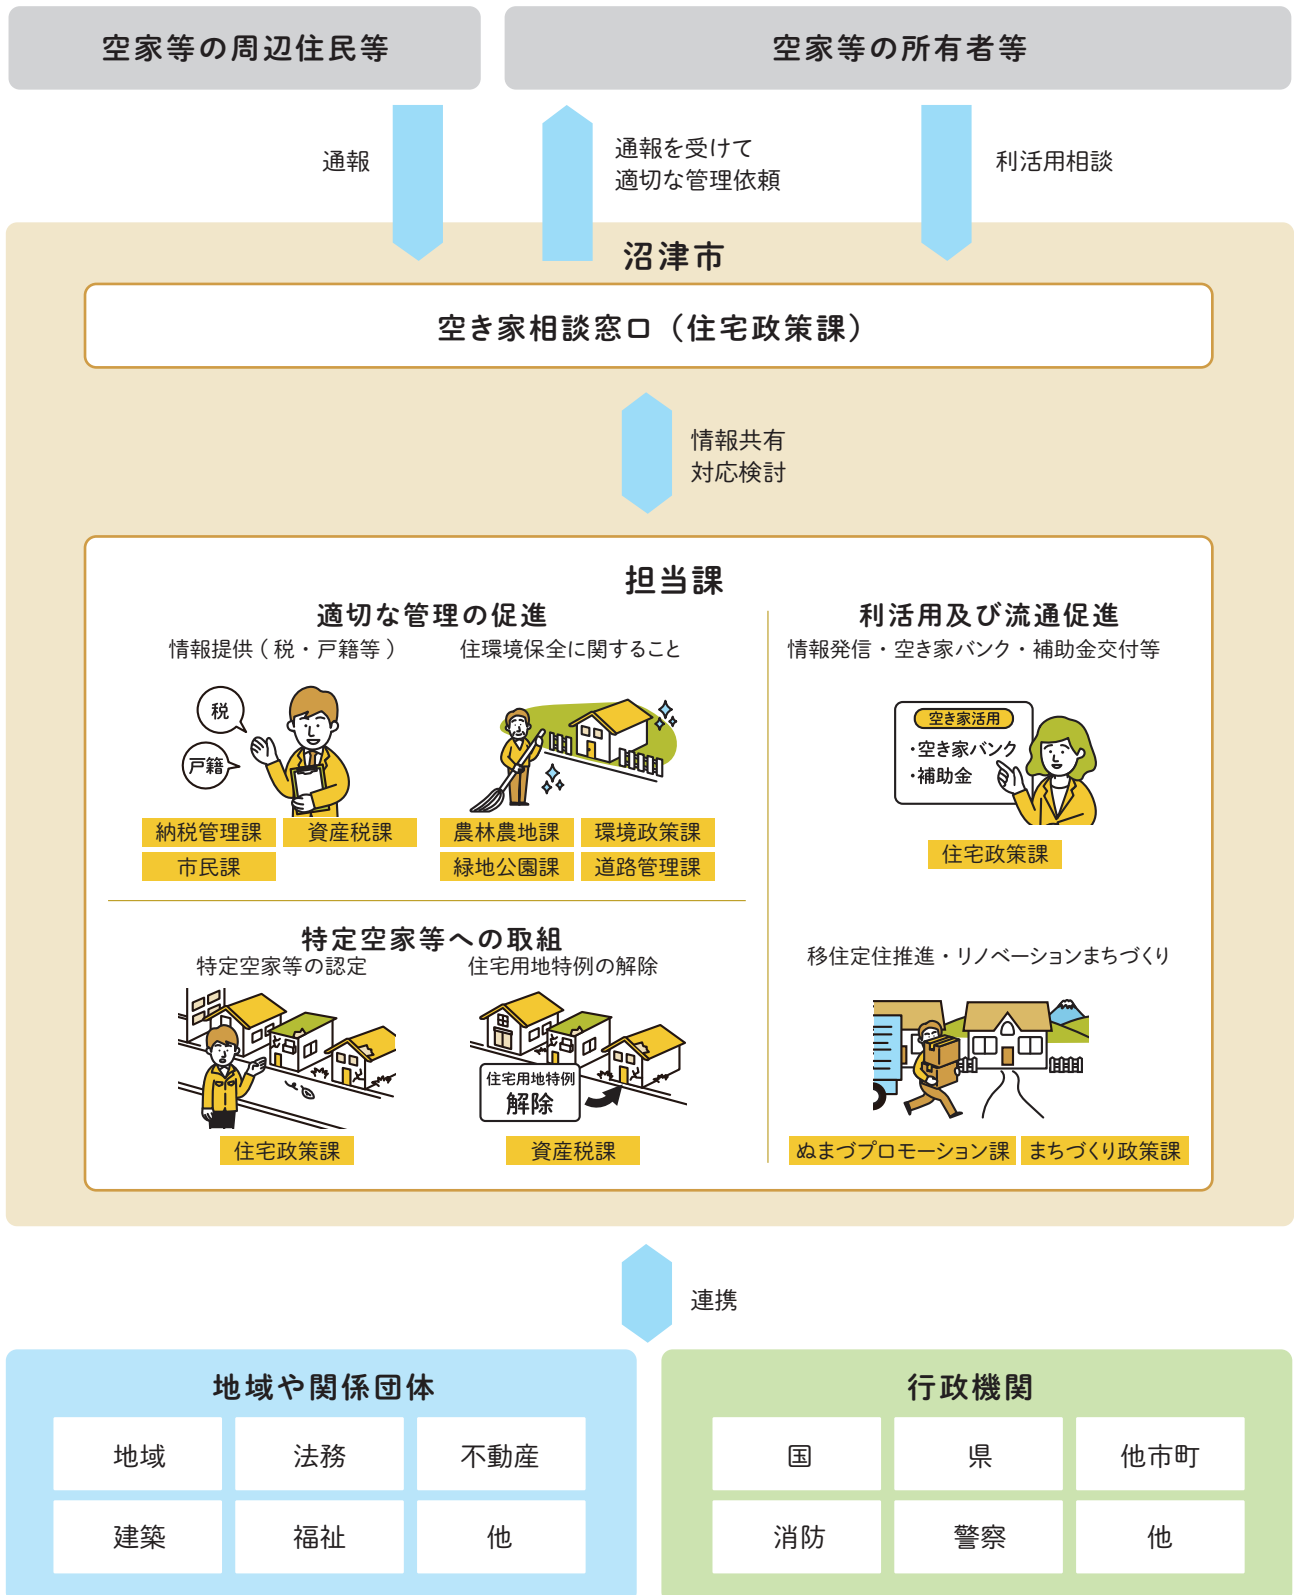 空家等の周辺住民等
空家等の所有者等
通報
通報を受けて
適切な管理依頼
利活用相談
沼津市
空き家相談窓口（住宅政策課）
情報共有
対応検討
担当課
適切な管理の促進
情報提供（税・戸籍等）
税
戸籍
納税管理課
資産税課
市民課
住環境保全に関すること
農林農地課
環境政策課
緑地公園課
道路管理課
利活用及び流通促進
情報発信・空き家バンク・補助金交付等
空き家活用
・空き家バンク
・補助金
住宅政策課
特定空家等への取組
特定空家等の認定
住宅政策課
住宅用地特例の解除
住宅用地特例
解除
資産税課
移住定住推進・リノベーションまちづくり
ぬまづプロモーション課
まちづくり政策課
連携
地域や関係団体
地域
法務
不動産
建築
福祉
他
行政機関
国
県
他市町
消防
警察
他